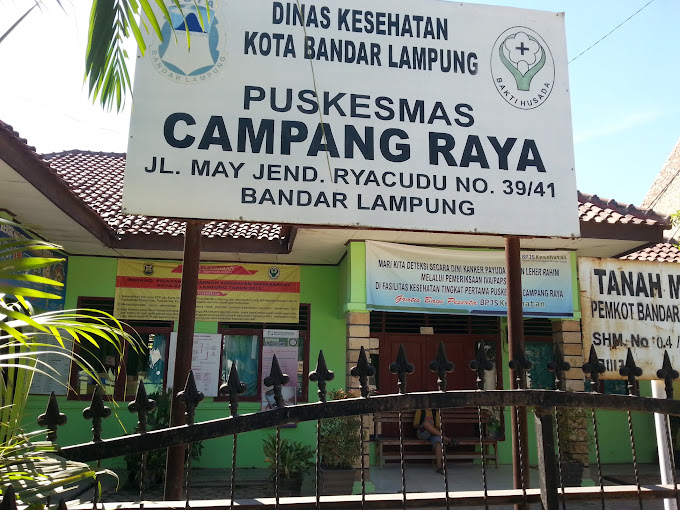 DINAS KESEHATAN
KOTA BANDAR LAMPUNG
BANDAR LAMPUNG
BAKTI HUSADA
PUSKESMAS
CAMPANG RAYA
JL. MAY JEND. RYACUDU NO. 39/41
BANDAR LAMPUNG
BPJS Kesehatan
MARI KITA DETEKSI SECARA DINI KANKER PAYUDARA DAN LEHER RAHIM
MELALUI PEMERIKSAAN IVA/PAPS
DI FASILITAS KESEHATAN TINGKAT PERTAMA PUSKESMAS CAMPANG RAYA
Gratis Bagi Peserta BPJS Kesehatan
TANAH M
PEMKOT BANDAR
SHM. No. 04 /